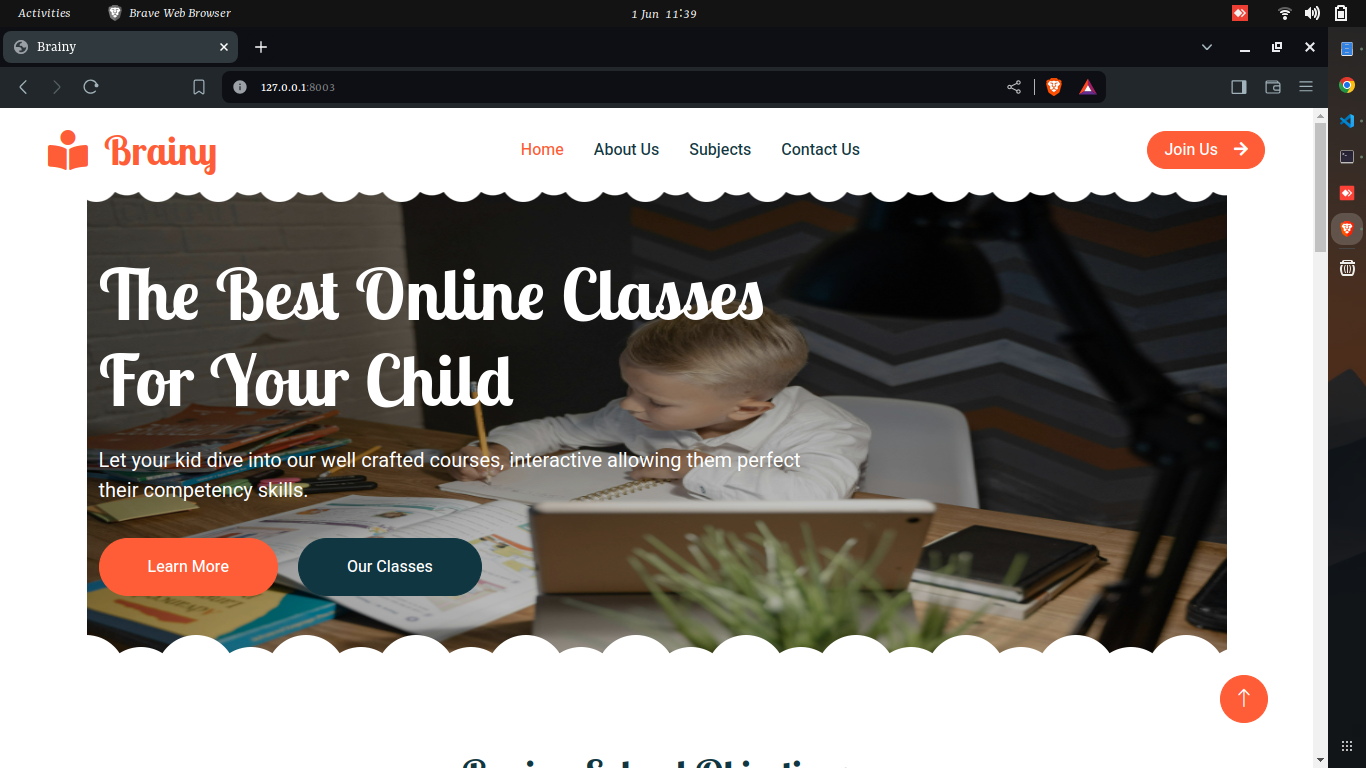 Activities
Brave Web Browser
1 Jun 11:39
Brainy
127.0.0.1:8003
Brainy
Home
About Us
Subjects
Contact Us
Join Us
The Best Online Classes
For Your Child
Let your kid dive into our well crafted courses, interactive allowing them perfect
their competency skills.
Learn More
Our Classes